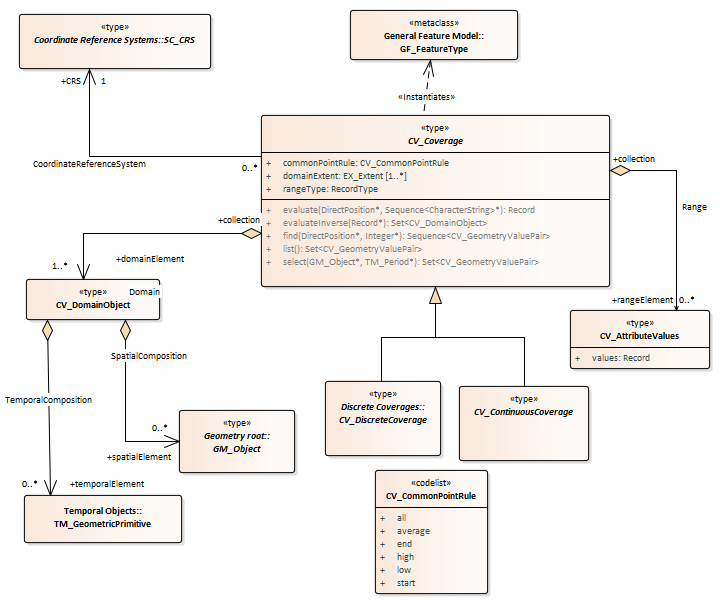 «type»
Coordinate Reference Systems::SC_CRS
«metaclass»
General Feature Model::
GF_FeatureType
+CRS
1
«Instantiates»
«type»
CV_Coverage
+ commonPointRule: CV_CommonPointRule
+ domainExtent: EX_Extent [1..*]
+ rangeType: RecordType
+ evaluate(DirectPosition*, Sequence<CharacterString>*): Record
+ evaluateInverse(Record*): Set<CV_DomainObject>
+ find(DirectPosition*, Integer*): Sequence<CV_GeometryValuePair>
+ list(): Set<CV_GeometryValuePair>
+ select(GM_Object*, TM_Period*): Set<CV_GeometryValuePair>
CoordinateReferenceSystem
0..*
+collection
Range
+rangeElement 0..*
+collection
+domainElement
1..*
Domain
«type»
CV_DomainObject
«type»
CV_AttributeValues
+ values: Record
SpatialComposition
TemporalComposition
«type»
Discrete Coverages::
CV_DiscreteCoverage
«type»
CV_ContinuousCoverage
0..*
+spatialElement
«type»
Geometry root::
GM_Object
0..*
+temporalElement
Temporal Objects::
TM_GeometricPrimitive
«codelist»
CV_CommonPointRule
+ all
+ average
+ end
+ high
+ low
+ start